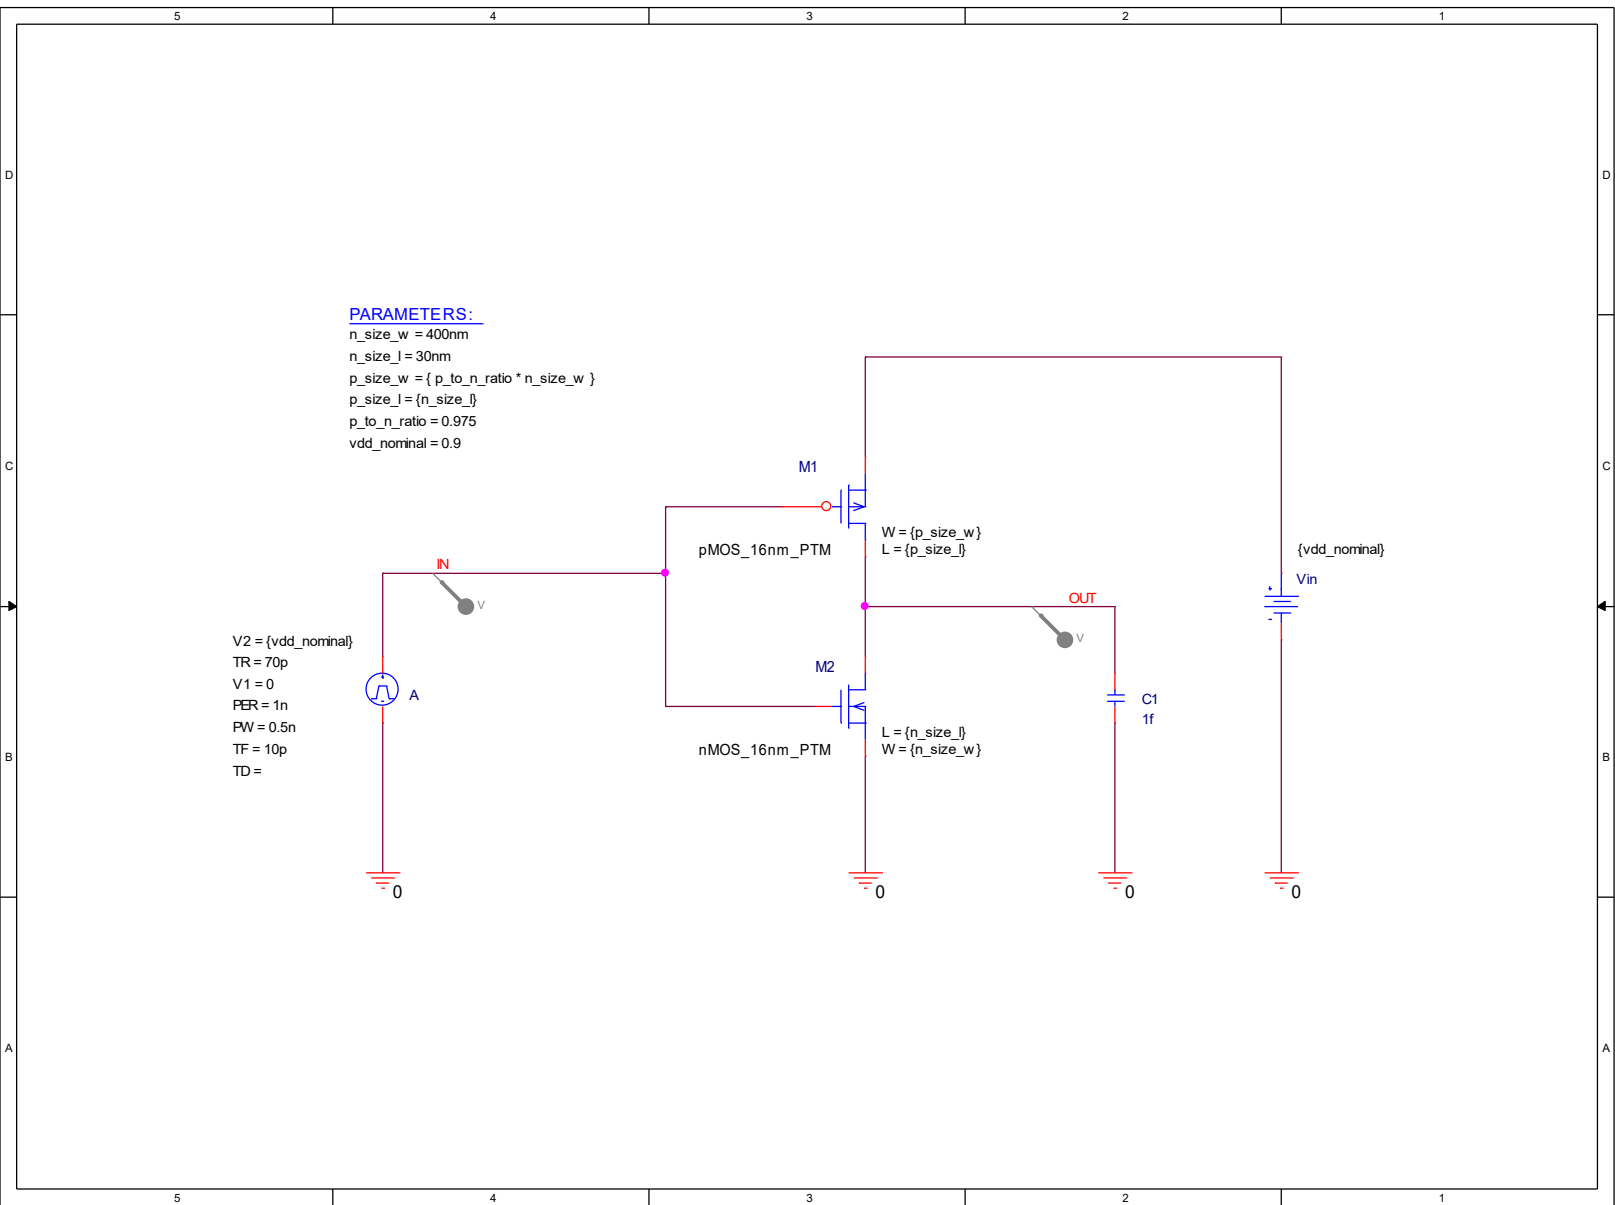 5 4 3 2 1
D D
PARAMETERS:
n_size_w = 400nm
n_size_l = 30nm
p_size_w = { p_to_n_ratio * n_size_w }
p_size_l = {n_size_l}
p_to_n_ratio = 0.975
vdd_nominal = 0.9
C C
M1
W = {p_size_w}
L = {p_size_l}
pMOS_16nm_PTM
{vdd_nominal}
Vin
+
-
IN
V
OUT
V
V2 = {vdd_nominal}
TR = 70p
V1 = 0
PER = 1n
PW = 0.5n
TF = 10p
TD =
A
M2
L = {n_size_l}
W = {n_size_w}
nMOS_16nm_PTM
C1
1f
B B
0 0 0 0
A A
5 4 3 2 1